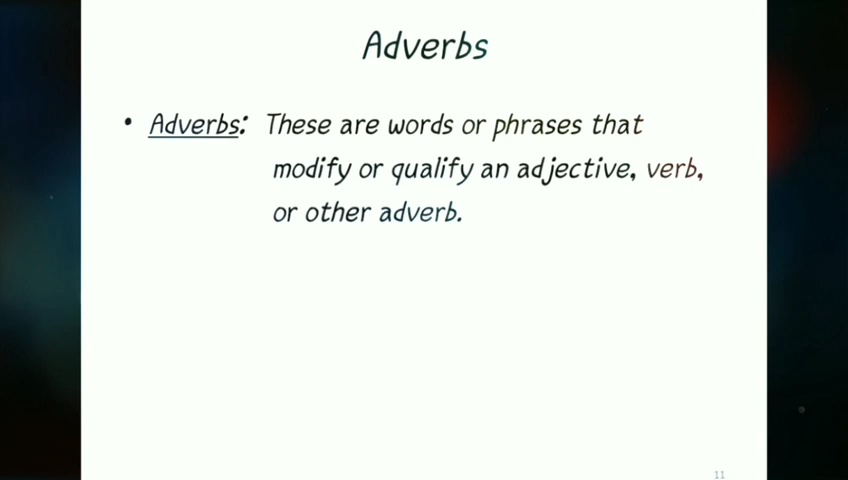 Adverbs
• Adverbs: These are words or phrases that
modify or qualify an adjective, verb,
or other adverb.
11